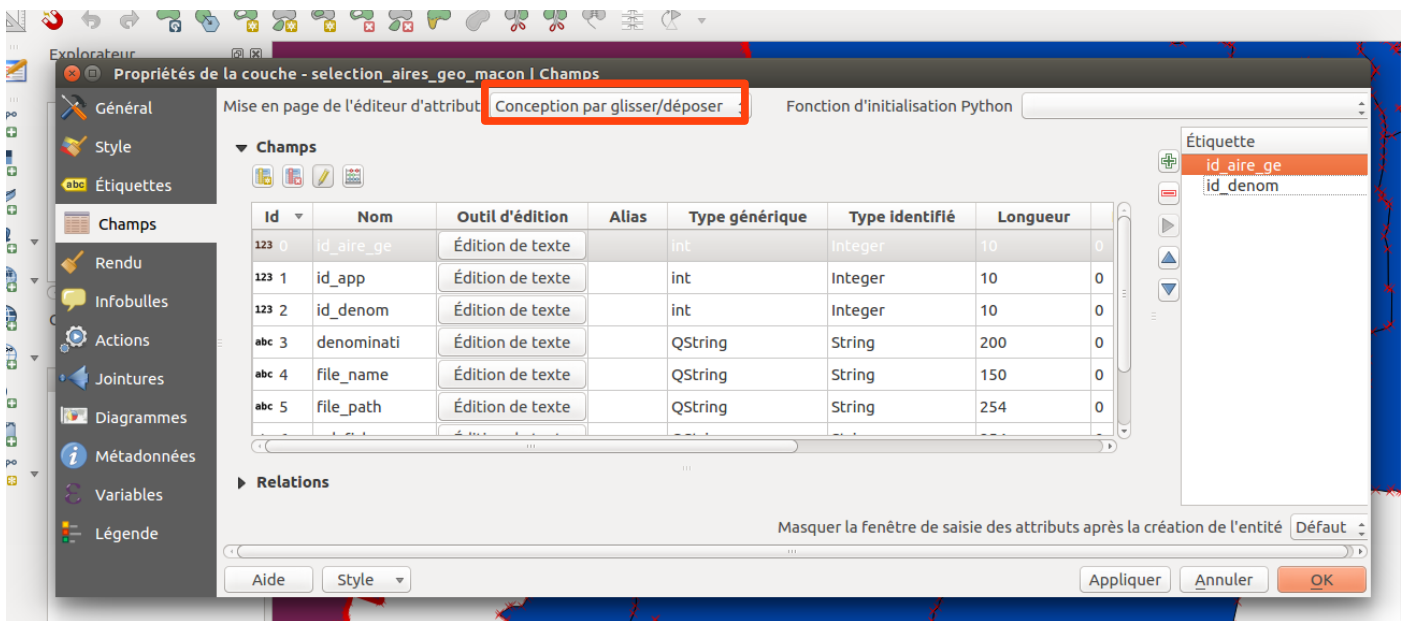 Explorateur
Propriétés de la couche - selection_aires_geo_macon | Champs
Général
Style
abc Étiquettes
Champs
Rendu
Infobulles
Actions
Jointures
Diagrammes
Métadonnées
Variables
Légende
Mise en page de l'éditeur d'attribut Conception par glisser/déposer Fonction d'initialisation Python
Champs
Id Nom Outil d'édition Alias Type générique Type identifié Longueur
123 0 id_aire_ge Édition de texte int Integer 10 0
123 1 id_app Édition de texte int Integer 10 0
123 2 id_denom Édition de texte int Integer 10 0
abc 3 denominati Édition de texte QString String 200 0
abc 4 file_name Édition de texte QString String 150 0
abc 5 file_path Édition de texte QString String 254 0
Relations
Étiquette
id_aire_ge
id_denom
Masquer la fenêtre de saisie des attributs après la création de l'entité Défaut
Aide Style Appliquer Annuler OK